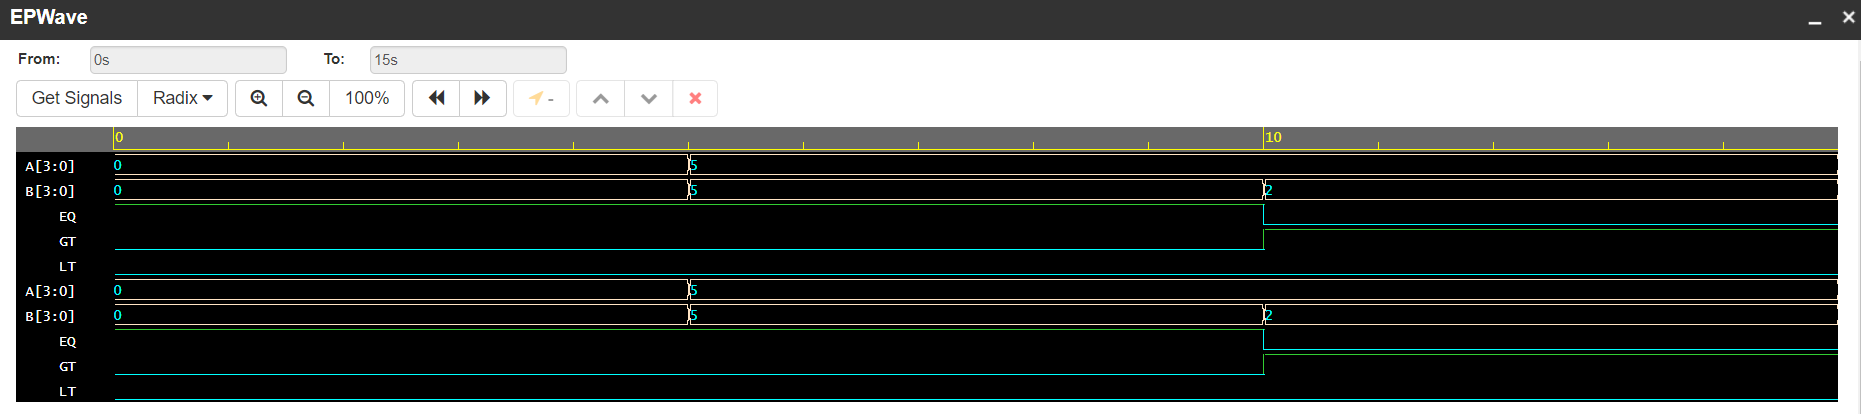 EPWave
From: 0s To: 15s
Get Signals Radix 100% -
0 10
A[3:0] 0 5
B[3:0] 0 5 2
EQ
GT
LT
A[3:0] 0 5
B[3:0] 0 5 2
EQ
GT
LT